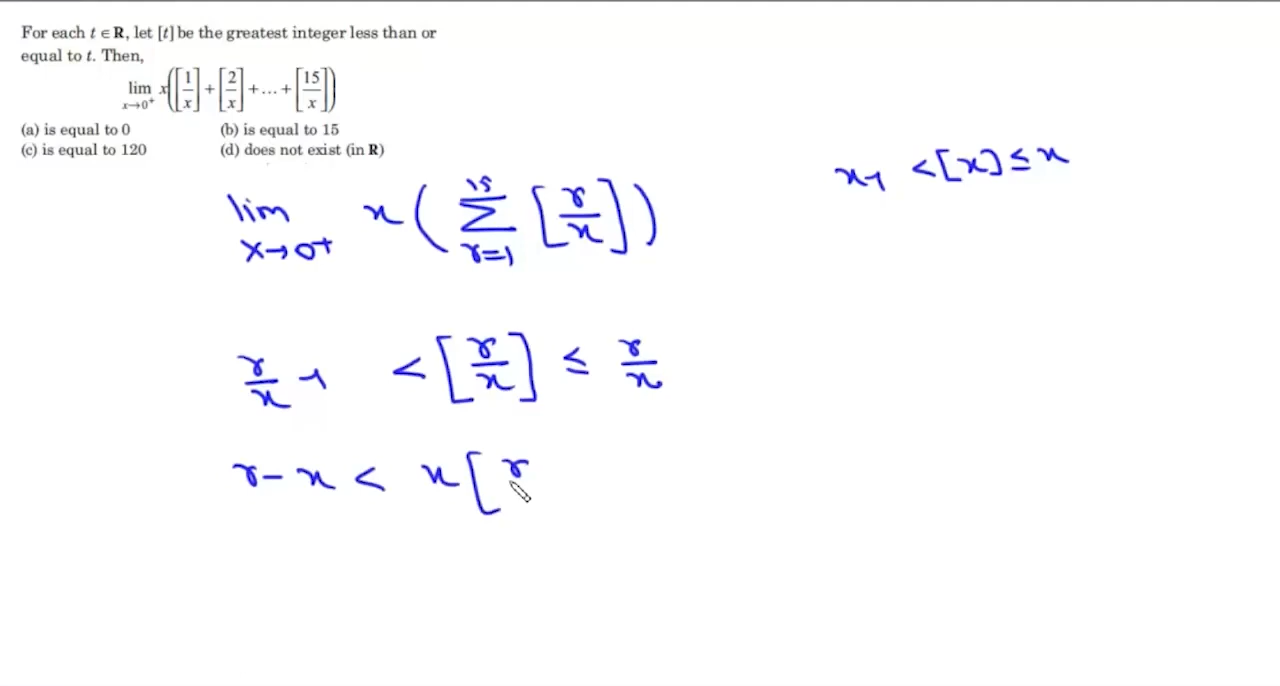 For each t ∈ R, let [t] be the greatest integer less than or
equal to t. Then,
lim x→0⁺ x([1/x] + [2/x] + ... + [15/x])
(a) is equal to 0 (b) is equal to 15
(c) is equal to 120 (d) does not exist (in R)
x-1 < [x] ≤ x
lim x→0+ x( 15 Σ r=1 [r/x] )
r/x -1 < [r/x] ≤ r/x
r - x < x [ r